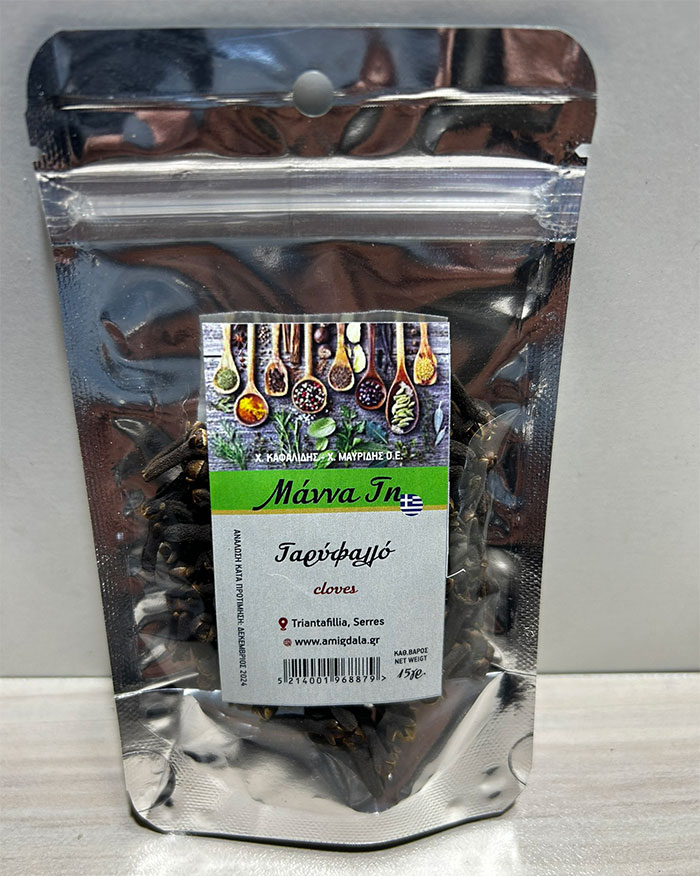 Χ. ΚΑΦΑΛΙΔΗΣ - Χ. ΜΑΥΡΙΔΗΣ Ο.Ε.
Μάννα Γη
Γαρύφαλλό
cloves
Triantafillia, Serres
www.amigdala.gr
ΚΑΘ.ΒΑΡΟΣ
NET WEIGT
5 214001 968879 >
15γρ.
ΑΝΑΛΩΣΗ ΚΑΤΑ ΠΡΟΤΙΜΗΣΗ: ΔΕΚΕΜΒΡΙΟΣ 2024